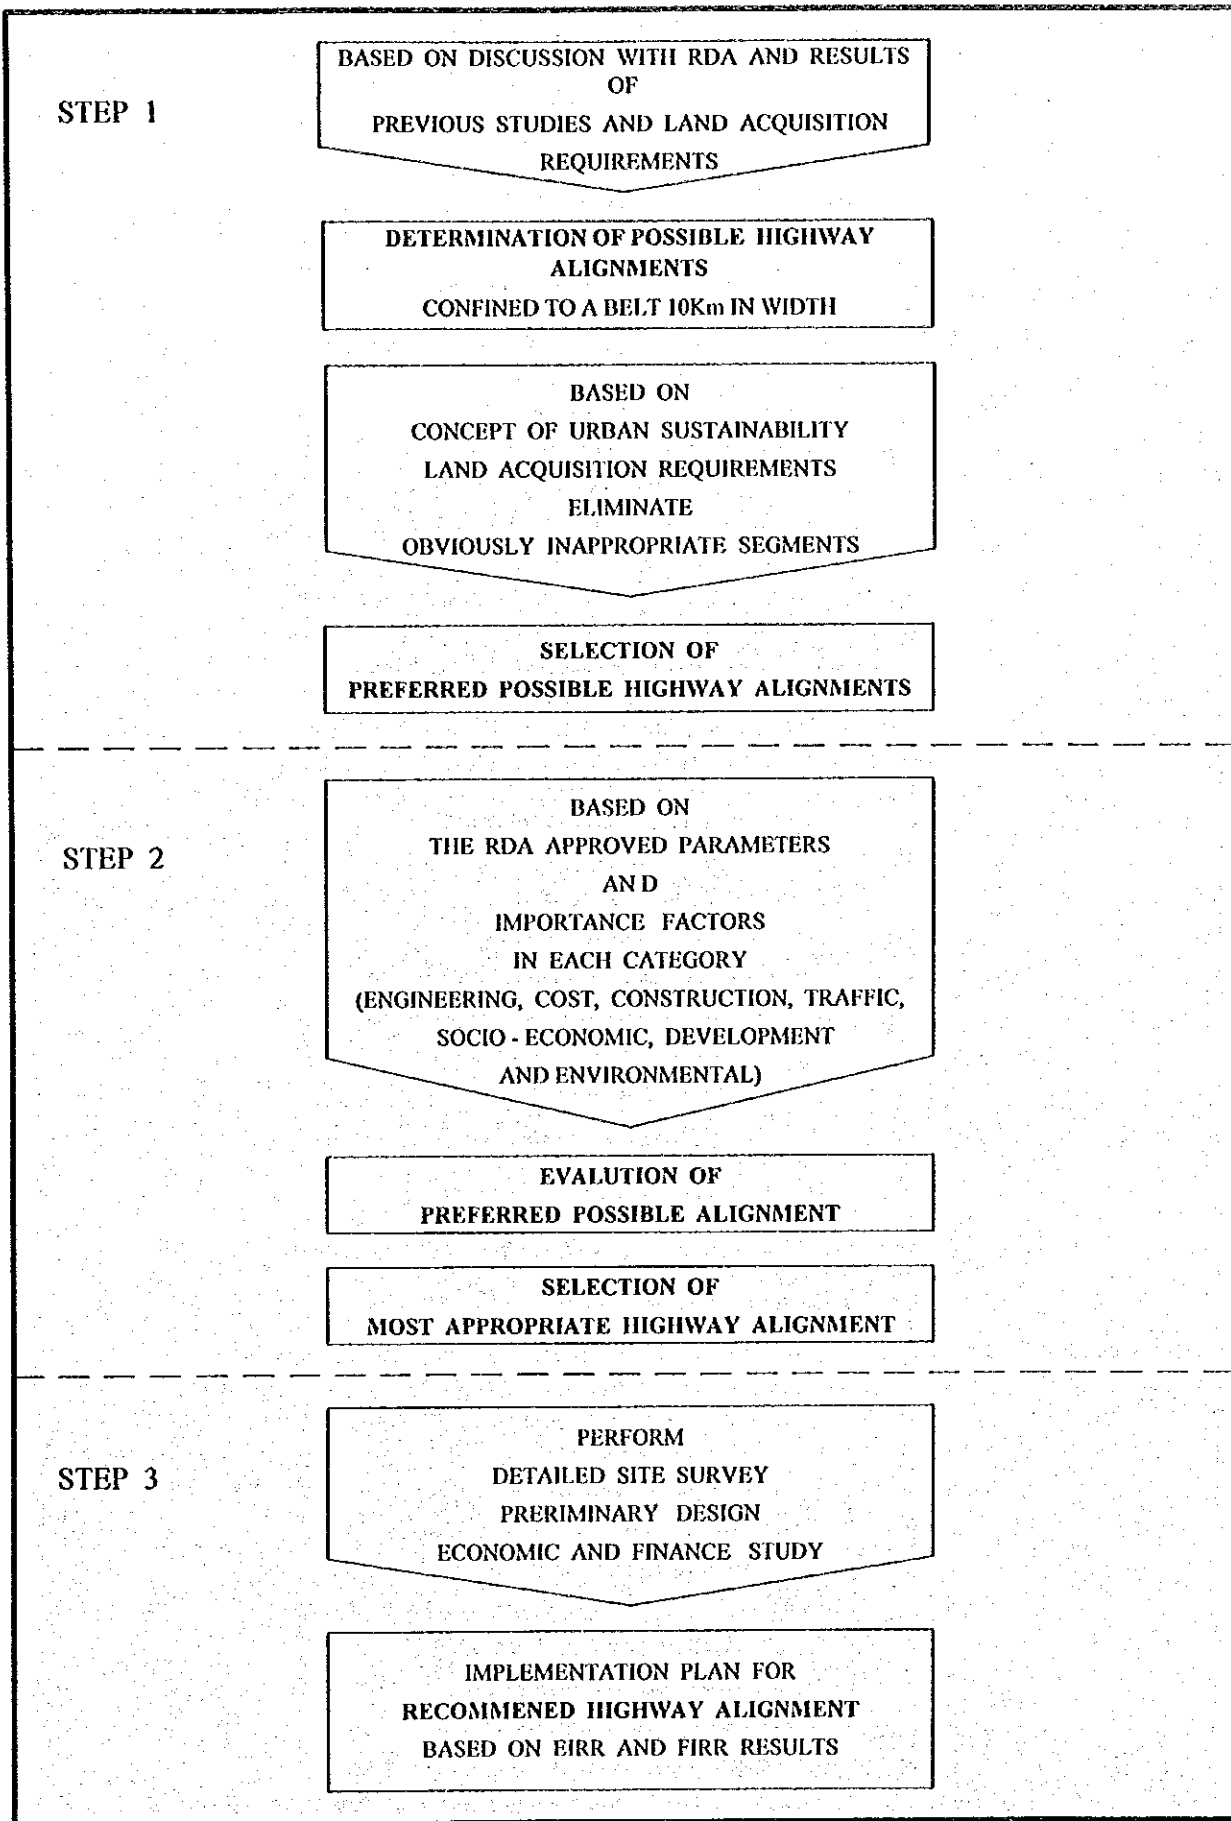 STEP 1
BASED ON DISCUSSION WITH RDA AND RESULTS
OF
PREVIOUS STUDIES AND LAND ACQUISITION
REQUIREMENTS
DETERMINATION OF POSSIBLE HIGHWAY
ALIGNMENTS
CONFINED TO A BELT 10Km IN WIDTH
BASED ON
CONCEPT OF URBAN SUSTAINABILITY
LAND ACQUISITION REQUIREMENTS
ELIMINATE
OBVIOUSLY INAPPROPRIATE SEGMENTS
SELECTION OF
PREFERRED POSSIBLE HIGHWAY ALIGNMENTS
STEP 2
BASED ON
THE RDA APPROVED PARAMETERS
AND
IMPORTANCE FACTORS
IN EACH CATEGORY
(ENGINEERING, COST, CONSTRUCTION, TRAFFIC,
SOCIO - ECONOMIC, DEVELOPMENT
AND ENVIRONMENTAL)
EVALUTION OF
PREFERRED POSSIBLE ALIGNMENT
SELECTION OF
MOST APPROPRIATE HIGHWAY ALIGNMENT
STEP 3
PERFORM
DETAILED SITE SURVEY
PRERIMINARY DESIGN
ECONOMIC AND FINANCE STUDY
IMPLEMENTATION PLAN FOR
RECOMMENED HIGHWAY ALIGNMENT
BASED ON EIRR AND FIRR RESULTS